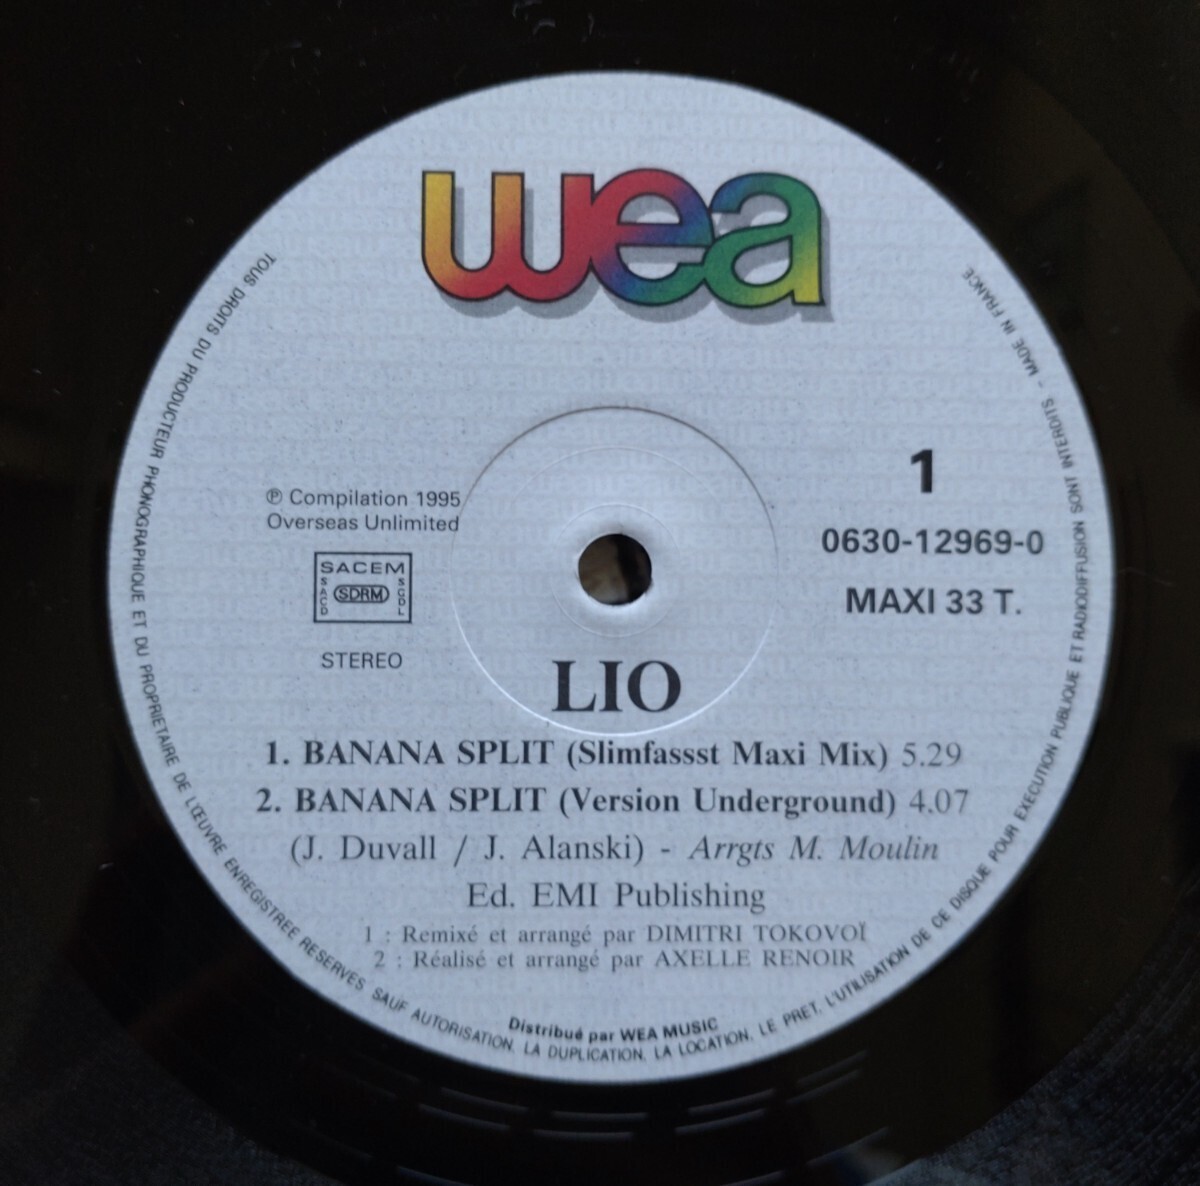 wea
℗ Compilation 1995
Overseas Unlimited
SACEM
SACD
SDRM
SGDL
STEREO
1
0630-12969-0
MAXI 33 T.
LIO
1. BANANA SPLIT (Slimfassst Maxi Mix) 5.29
2. BANANA SPLIT (Version Underground) 4.07
(J. Duvall / J. Alanski) - Arrgts M. Moulin
Ed. EMI Publishing
1 : Remixé et arrangé par DIMITRI TOKOVOÏ
2 : Réalisé et arrangé par AXELLE RENOIR
Distribué par WEA MUSIC
TOUS DROITS DU PRODUCTEUR PHONOGRAPHIQUE ET DU PROPRIETAIRE DE L'ŒUVRE ENREGISTREE RESERVES SAUF AUTORISATION, LA DUPLICATION, LA LOCATION, LE PRET, L'UTILISATION DE CE DISQUE POUR EXECUTION PUBLIQUE ET RADIODIFFUSION SONT INTERDITS - MADE IN FRANCE